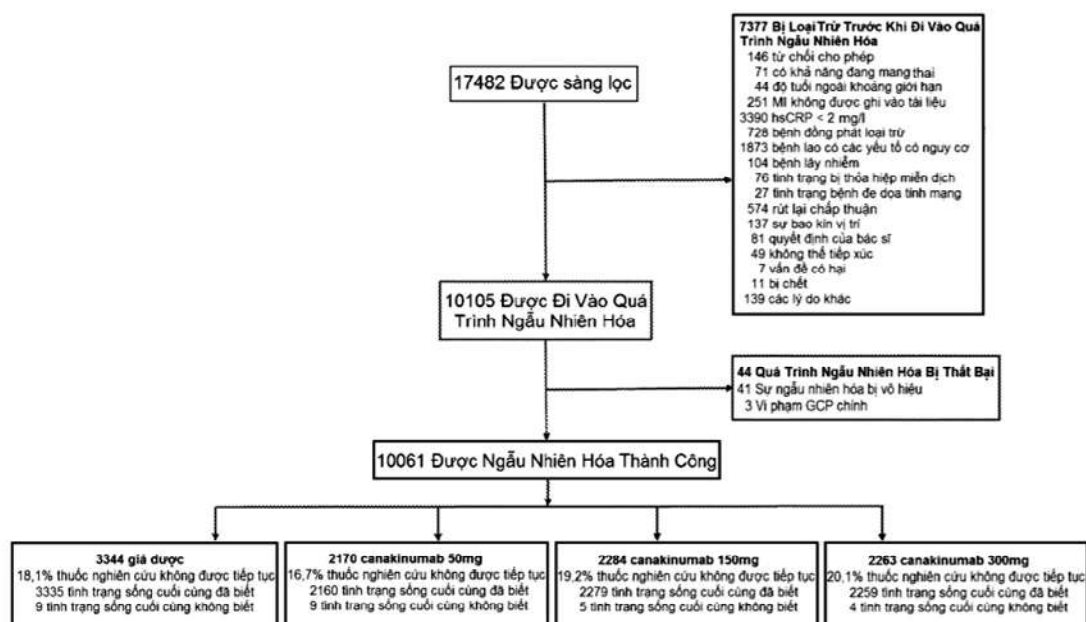 17482 Được sàng lọc
7377 Bị Loại Trừ Trước Khi Đi Vào Quá
Trình Ngẫu Nhiên Hóa
146 từ chối cho phép
71 có khả năng đang mang thai
44 độ tuổi ngoài khoảng giới hạn
251 MI không được ghi vào tài liệu
3390 hsCRP < 2 mg/l
728 bệnh đồng phát loại trừ
1873 bệnh lao có các yếu tố có nguy cơ
104 bệnh lây nhiễm
76 tình trạng bị thỏa hiệp miễn dịch
27 tình trạng bệnh đe dọa tính mạng
574 rút lại chấp thuận
137 sự bao kín vị trí
81 quyết định của bác sĩ
49 không thể tiếp xúc
7 vấn đề có hại
11 bị chết
139 các lý do khác
10105 Được Đi Vào Quá
Trình Ngẫu Nhiên Hóa
44 Quá Trình Ngẫu Nhiên Hóa Bị Thất Bại
41 Sự ngẫu nhiên hóa bị vô hiệu
3 Vi phạm GCP chính
10061 Được Ngẫu Nhiên Hóa Thành Công
3344 giả dược
18,1% thuốc nghiên cứu không được tiếp tục
3335 tình trạng sống cuối cùng đã biết
9 tình trạng sống cuối cùng không biết
2170 canakinumab 50mg
16,7% thuốc nghiên cứu không được tiếp tục
2160 tình trạng sống cuối cùng đã biết
9 tình trạng sống cuối cùng không biết
2284 canakinumab 150mg
19,2% thuốc nghiên cứu không được tiếp tục
2279 tình trạng sống cuối cùng đã biết
5 tình trạng sống cuối cùng không biết
2263 canakinumab 300mg
20,1% thuốc nghiên cứu không được tiếp tục
2259 tình trạng sống cuối cùng đã biết
4 tình trạng sống cuối cùng không biết